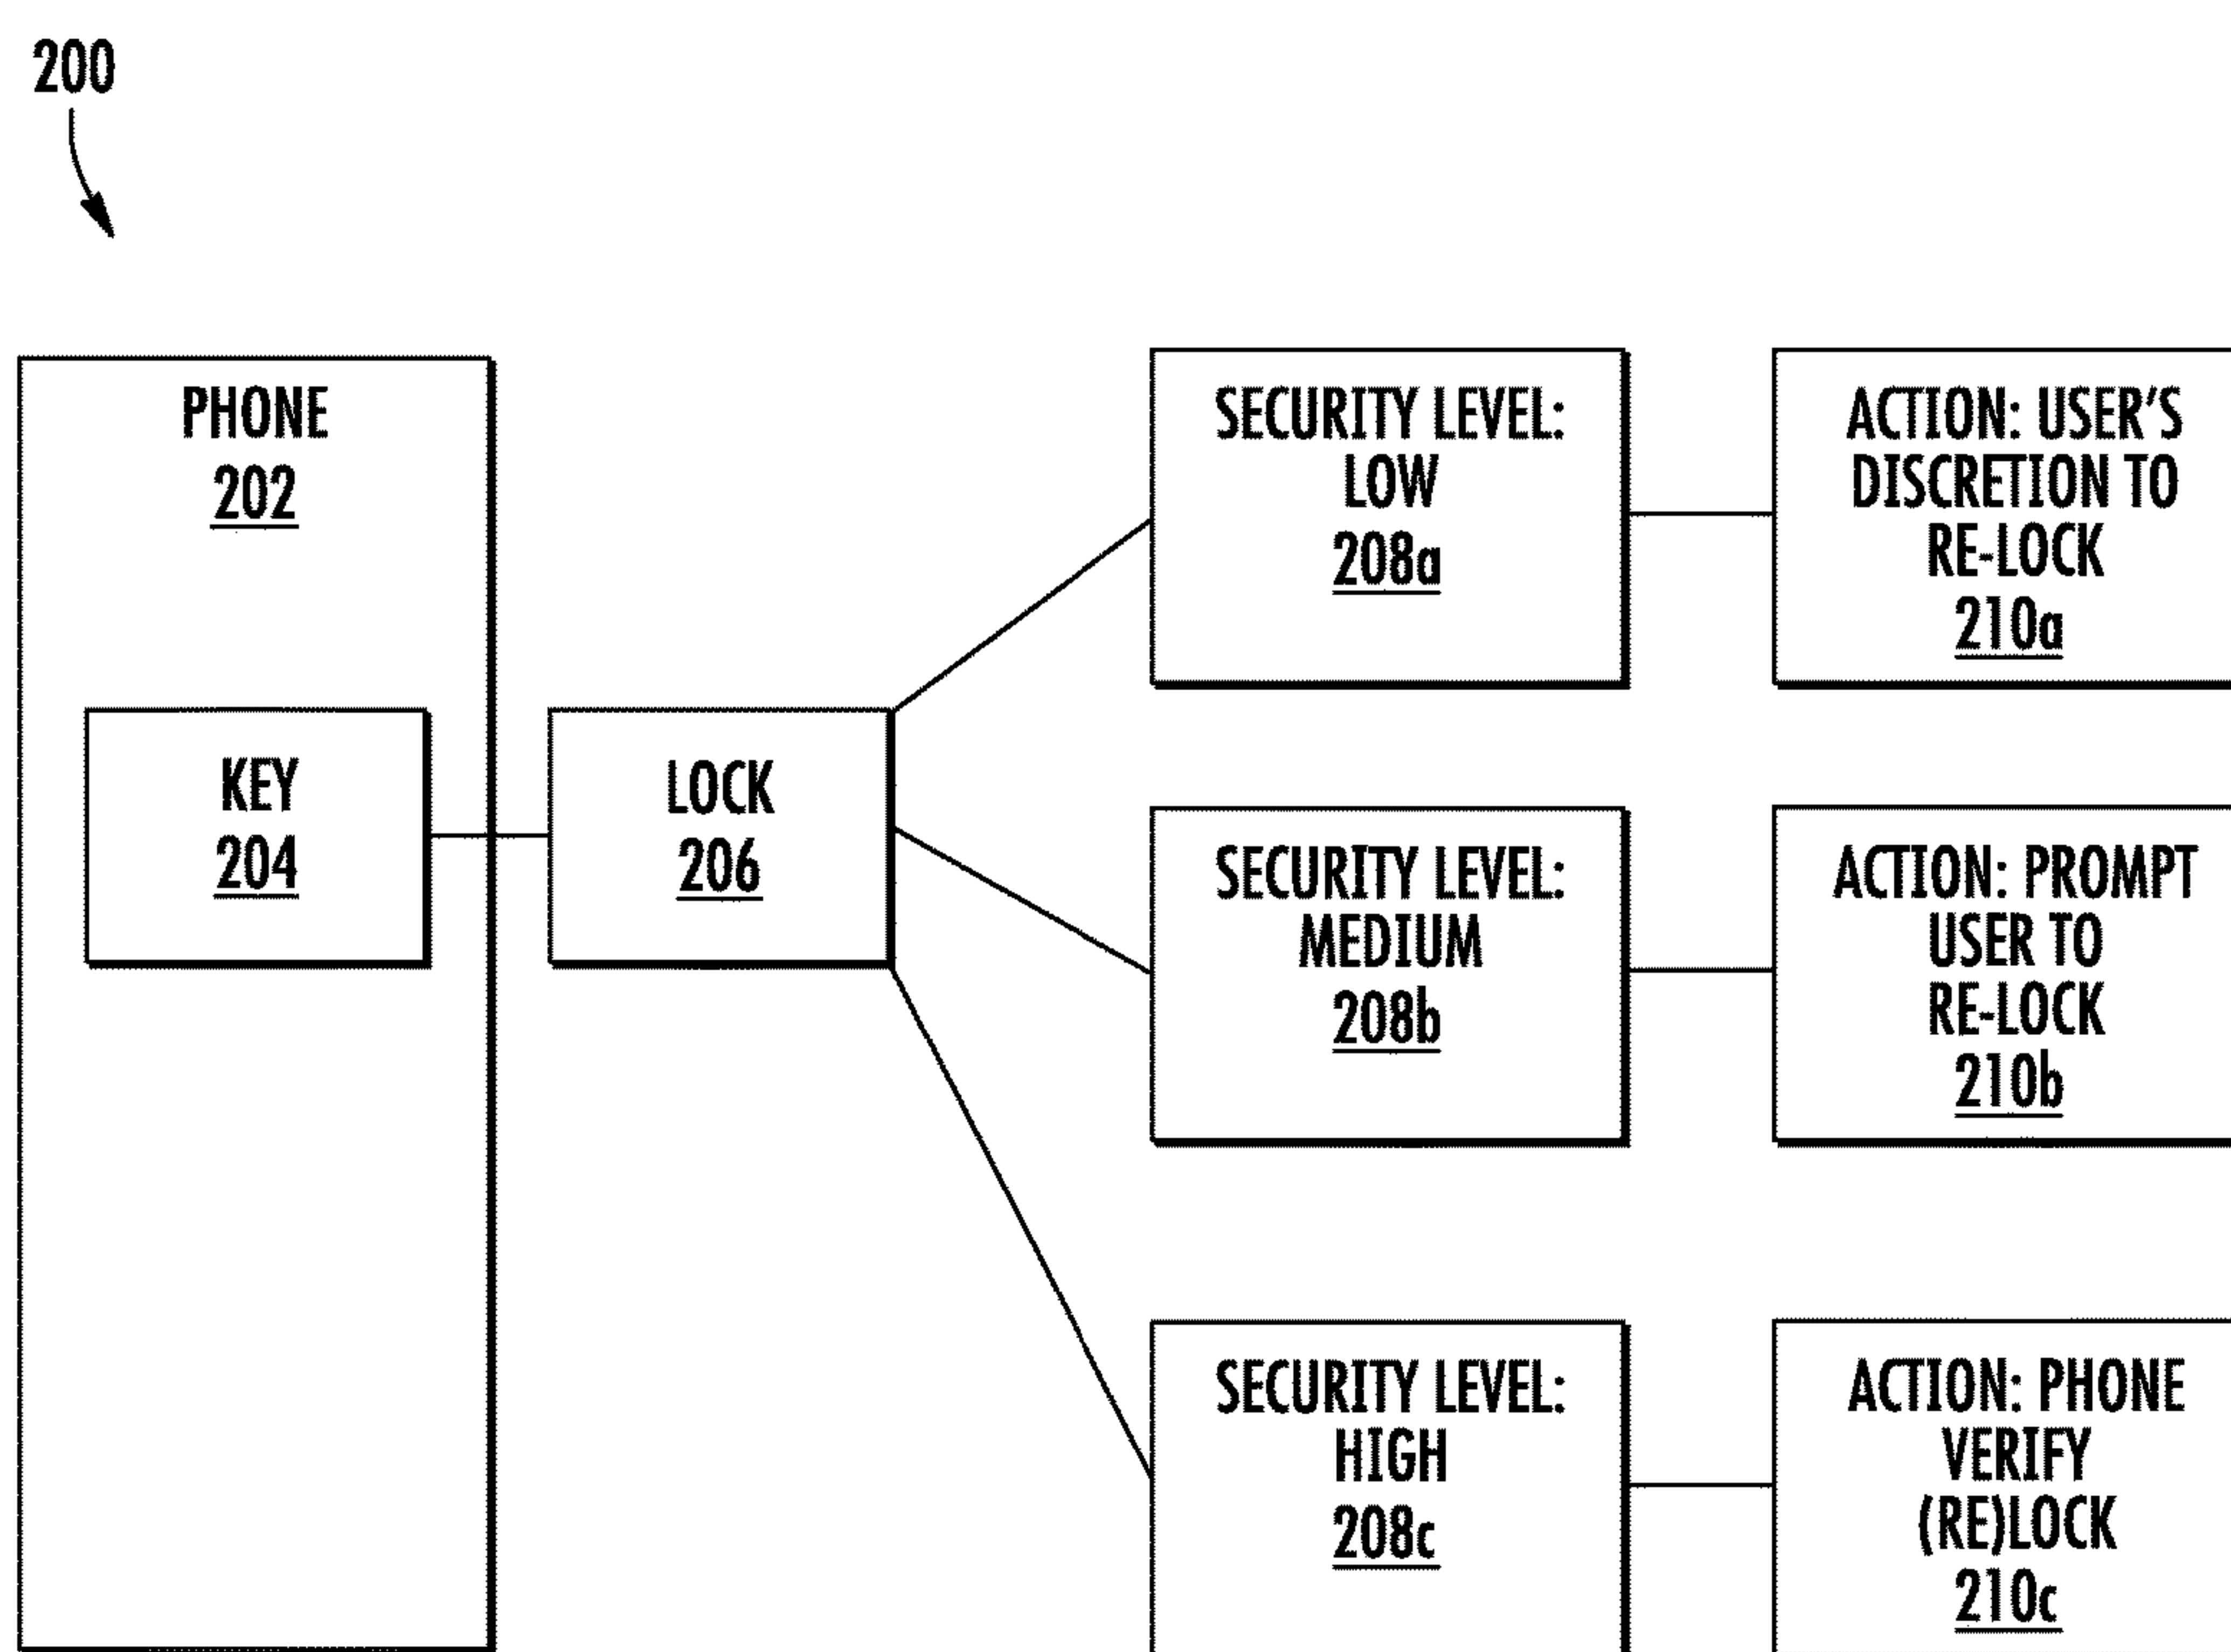 200
PHONE
202
KEY
204
LOCK
206
SECURITY LEVEL:
LOW
208a
ACTION: USER'S
DISCRETION TO
RE-LOCK
210a
SECURITY LEVEL:
MEDIUM
208b
ACTION: PROMPT
USER TO
RE-LOCK
210b
SECURITY LEVEL:
HIGH
208c
ACTION: PHONE
VERIFY
(RE)LOCK
210c